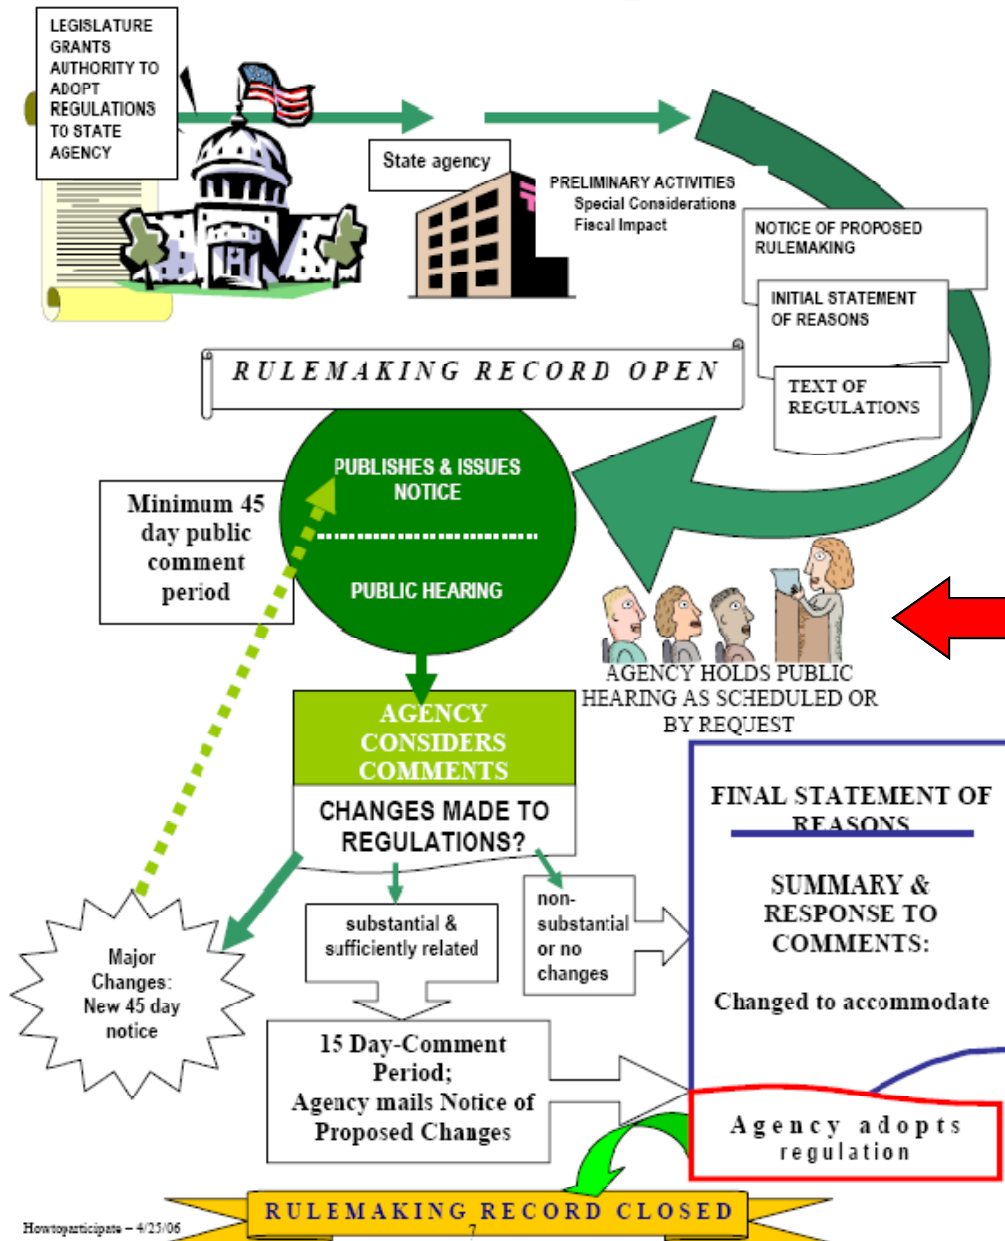 LEGISLATURE
GRANTS
AUTHORITY TO
ADOPT
REGULATIONS
TO STATE
AGENCY
State agency
PRELIMINARY ACTIVITIES
Special Considerations
Fiscal Impact
NOTICE OF PROPOSED
RULEMAKING
INITIAL STATEMENT
OF REASONS
TEXT OF
REGULATIONS
RULEMAKING RECORD OPEN
PUBLISHES & ISSUES
NOTICE
PUBLIC HEARING
Minimum 45
day public
comment
period
AGENCY HOLDS PUBLIC
HEARING AS SCHEDULED OR
BY REQUEST
AGENCY
CONSIDERS
COMMENTS
CHANGES MADE TO
REGULATIONS?
Major
Changes:
New 45 day
notice
substantial &
sufficiently related
non-
substantial
or no
changes
15 Day-Comment
Period;
Agency mails Notice of
Proposed Changes
FINAL STATEMENT OF
REASONS
SUMMARY &
RESPONSE TO
COMMENTS:
Changed to accommodate
Agency adopts
regulation
RULEMAKING RECORD CLOSED
Howtoparticipate – 4/25/06
7